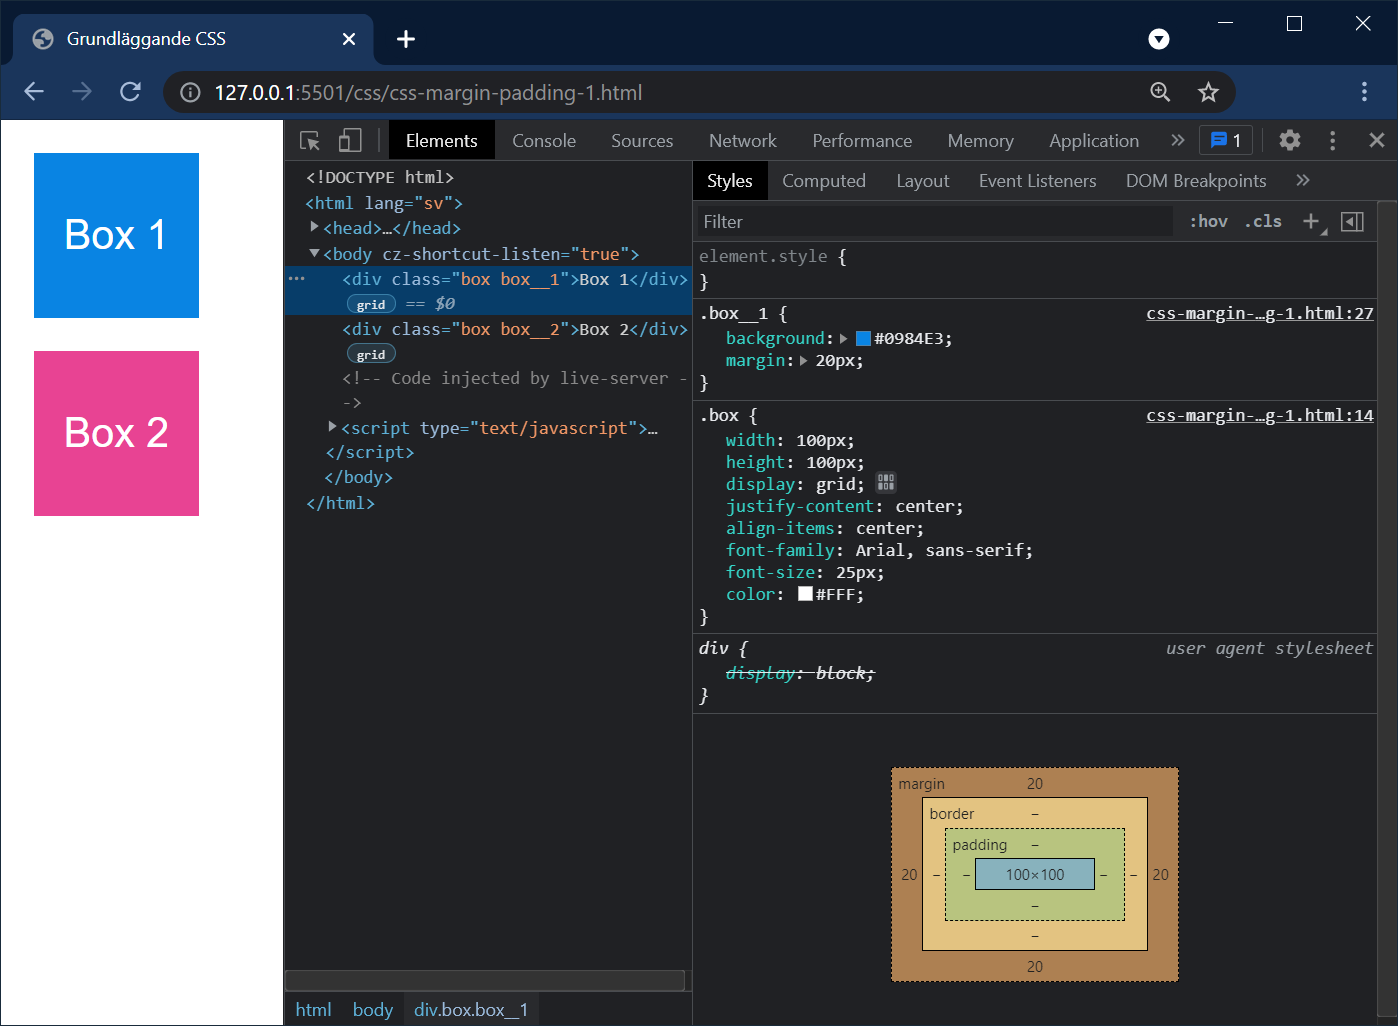 Grundläggande CSS
127.0.0.1:5501/css/css-margin-padding-1.html
Box 1
Box 2
Elements Console Sources Network Performance Memory Application 1
<!DOCTYPE html>
<html lang="sv">
<head>…</head>
<body cz-shortcut-listen="true">
<div class="box box__1">Box 1</div>
grid == $0
<div class="box box__2">Box 2</div>
grid
<!-- Code injected by live-server -
->
<script type="text/javascript">…
</script>
</body>
</html>
html body div.box.box__1
Styles Computed Layout Event Listeners DOM Breakpoints
Filter :hov .cls
element.style {
}
.box__1 { css-margin-…g-1.html:27
background: #0984E3;
margin: 20px;
}
.box { css-margin-…g-1.html:14
width: 100px;
height: 100px;
display: grid;
justify-content: center;
align-items: center;
font-family: Arial, sans-serif;
font-size: 25px;
color: #FFF;
}
div { user agent stylesheet
display: block;
}
margin 20
border –
padding –
20 – – 100×100 – – 20
–
–
20